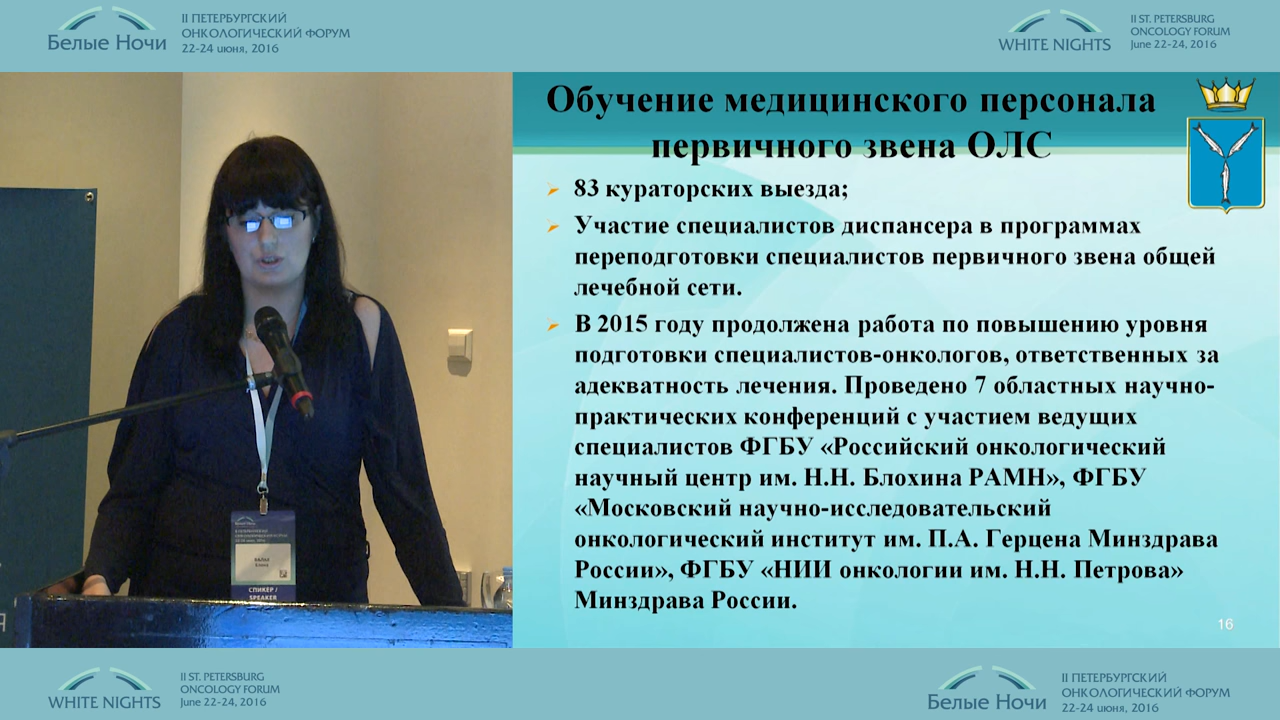 Белые Ночи
II ПЕТЕРБУРГСКИЙ
ОНКОЛОГИЧЕСКИЙ ФОРУМ
22-24 июня, 2016
WHITE NIGHTS
II ST. PETERSBURG
ONCOLOGY FORUM
June 22-24, 2016
Обучение медицинского персонала
первичного звена ОЛС
83 кураторских выезда;
Участие специалистов диспансера в программах
переподготовки специалистов первичного звена общей
лечебной сети.
В 2015 году продолжена работа по повышению уровня
подготовки специалистов-онкологов, ответственных за
адекватность лечения. Проведено 7 областных научно-
практических конференций с участием ведущих
специалистов ФГБУ «Российский онкологический
научный центр им. Н.Н. Блохина РАМН», ФГБУ
«Московский научно-исследовательский
онкологический институт им. П.А. Герцена Минздрава
России», ФГБУ «НИИ онкологии им. Н.Н. Петрова»
Минздрава России.
16
СПИКЕР /
SPEAKER
WHITE NIGHTS
II ST. PETERSBURG
ONCOLOGY FORUM
June 22-24, 2016
Белые Ночи
II ПЕТЕРБУРГСКИЙ
ОНКОЛОГИЧЕСКИЙ ФОРУМ
22-24 июня, 2016